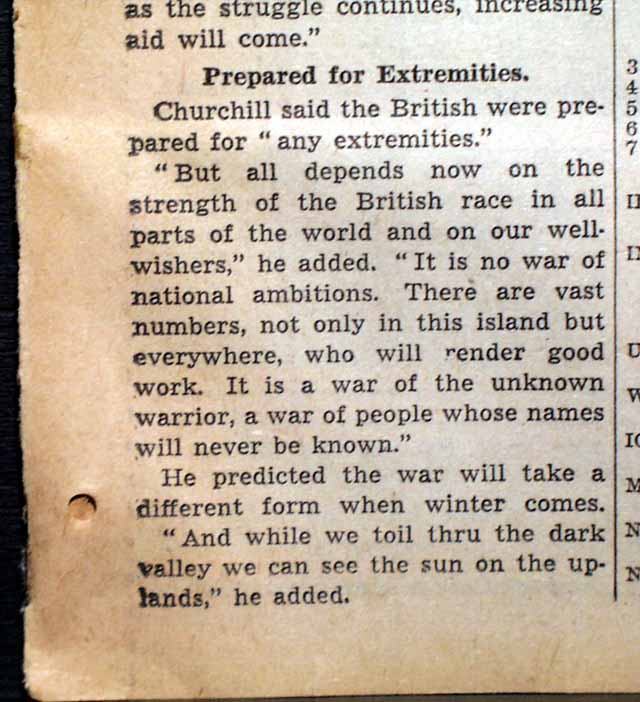 as the struggle continues, increasing
aid will come."
Prepared for Extremities.
Churchill said the British were pre-
pared for "any extremities."
"But all depends now on the
strength of the British race in all
parts of the world and on our well-
wishers," he added. "It is no war of
national ambitions. There are vast
numbers, not only in this island but
everywhere, who will render good
work. It is a war of the unknown
warrior, a war of people whose names
will never be known."
He predicted the war will take a
different form when winter comes.
"And while we toil thru the dark
valley we can see the sun on the up-
lands," he added.
3
4
5
6
7
U
W
M
N
N